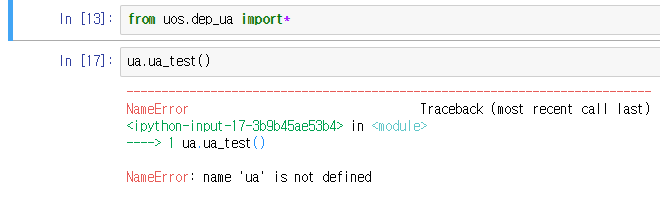 In [13]: from uos.dep_ua import*
In [17]: ua.ua_test()
---------------------------------------------------------------------------
NameError                                 Traceback (most recent call last)
<ipython-input-17-3b9b45ae53b4> in <module>
----> 1 ua.ua_test()
NameError: name 'ua' is not defined